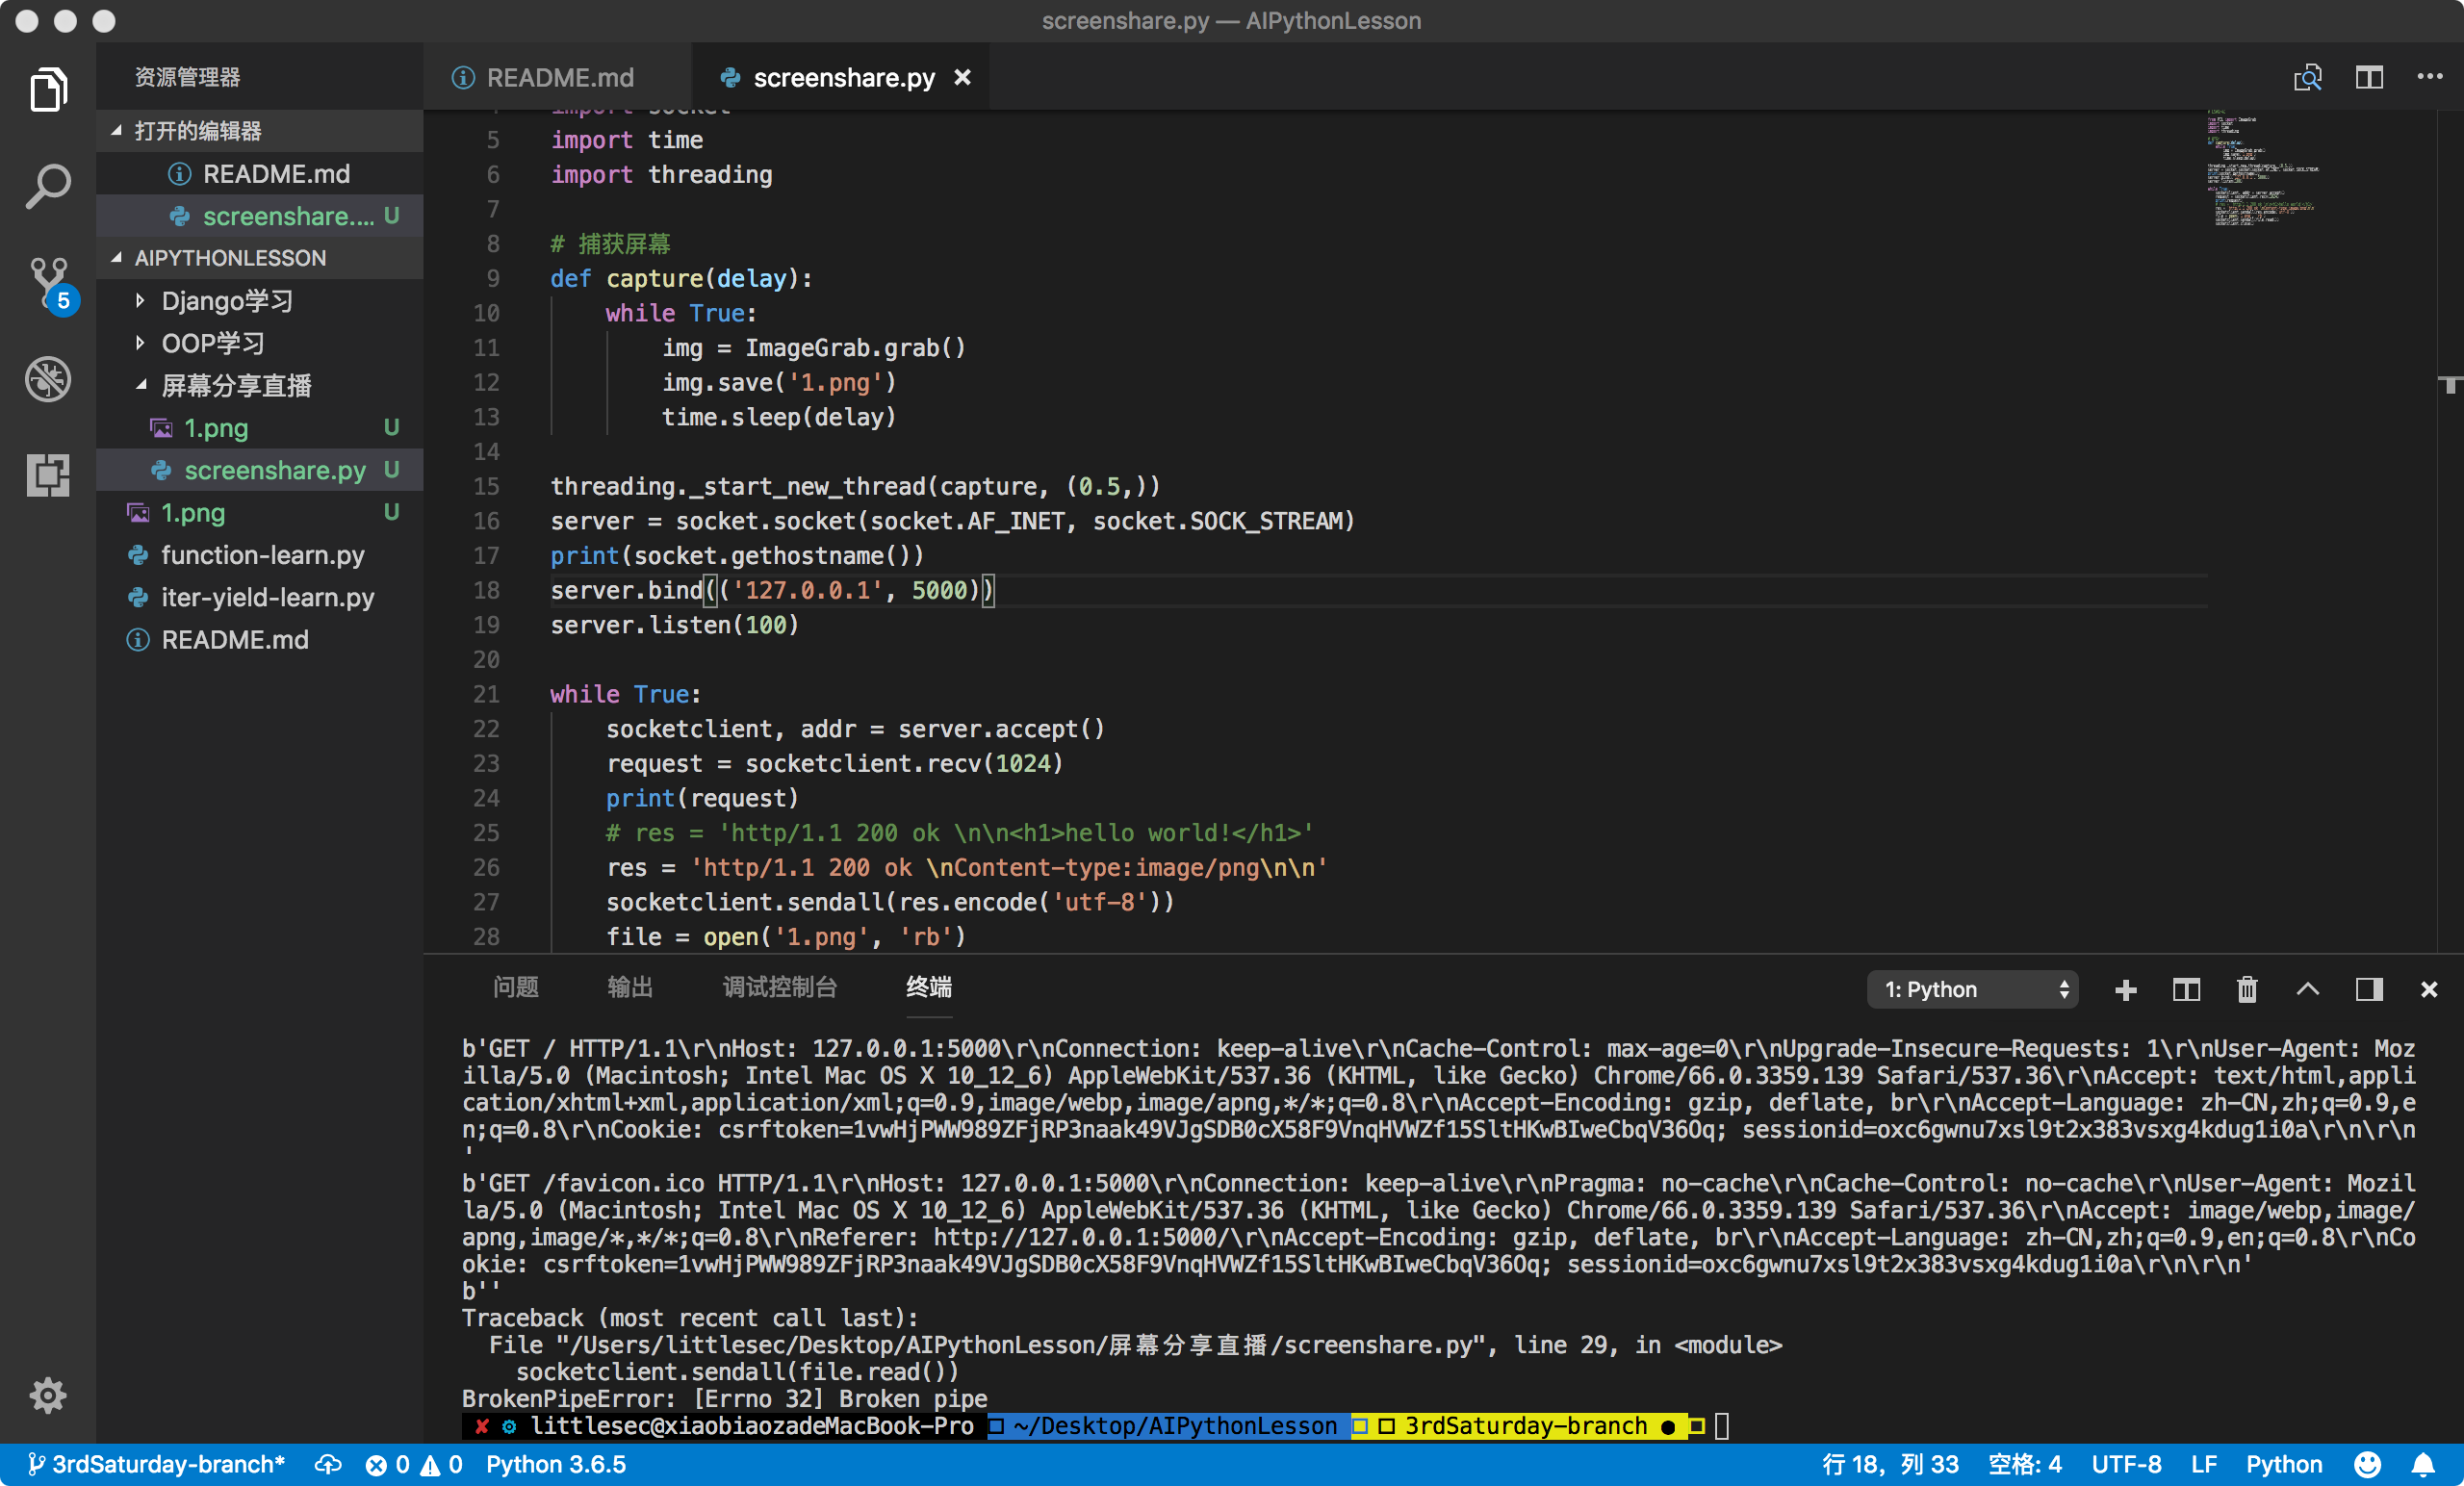 screenshare.py — AIPythonLesson
资源管理器
README.md
screenshare.py
打开的编辑器
README.md
screenshare.... U
AIPYTHONLESSON
5
Django学习
OOP学习
屏幕分享直播
1.png U
screenshare.py U
1.png U
function-learn.py
iter-yield-learn.py
README.md
4 import socket
5 import time
6 import threading
7
8 # 捕获屏幕
9 def capture(delay):
10 while True:
11 img = ImageGrab.grab()
12 img.save('1.png')
13 time.sleep(delay)
14
15 threading._start_new_thread(capture, (0.5,))
16 server = socket.socket(socket.AF_INET, socket.SOCK_STREAM)
17 print(socket.gethostname())
18 server.bind(('127.0.0.1', 5000))
19 server.listen(100)
20
21 while True:
22 socketclient, addr = server.accept()
23 request = socketclient.recv(1024)
24 print(request)
25 # res = 'http/1.1 200 ok \n\n<h1>hello world!</h1>'
26 res = 'http/1.1 200 ok \nContent-type:image/png\n\n'
27 socketclient.sendall(res.encode('utf-8'))
28 file = open('1.png', 'rb')
问题 输出 调试控制台 终端 1: Python
b'GET / HTTP/1.1\r\nHost: 127.0.0.1:5000\r\nConnection: keep-alive\r\nCache-Control: max-age=0\r\nUpgrade-Insecure-Requests: 1\r\nUser-Agent: Moz
illa/5.0 (Macintosh; Intel Mac OS X 10_12_6) AppleWebKit/537.36 (KHTML, like Gecko) Chrome/66.0.3359.139 Safari/537.36\r\nAccept: text/html,appli
cation/xhtml+xml,application/xml;q=0.9,image/webp,image/apng,*/*;q=0.8\r\nAccept-Encoding: gzip, deflate, br\r\nAccept-Language: zh-CN,zh;q=0.9,e
n;q=0.8\r\nCookie: csrftoken=1vwHjPWW989ZFjRP3naak49VJgSDB0cX58F9VnqHVWZf15SltHKwBIweCbqV36Oq; sessionid=oxc6gwnu7xsl9t2x383vsxg4kdug1i0a\r\n\r\n
'
b'GET /favicon.ico HTTP/1.1\r\nHost: 127.0.0.1:5000\r\nConnection: keep-alive\r\nPragma: no-cache\r\nCache-Control: no-cache\r\nUser-Agent: Mozil
la/5.0 (Macintosh; Intel Mac OS X 10_12_6) AppleWebKit/537.36 (KHTML, like Gecko) Chrome/66.0.3359.139 Safari/537.36\r\nAccept: image/webp,image/
apng,image/*,*/*;q=0.8\r\nReferer: http://127.0.0.1:5000/\r\nAccept-Encoding: gzip, deflate, br\r\nAccept-Language: zh-CN,zh;q=0.9,en;q=0.8\r\nCo
okie: csrftoken=1vwHjPWW989ZFjRP3naak49VJgSDB0cX58F9VnqHVWZf15SltHKwBIweCbqV36Oq; sessionid=oxc6gwnu7xsl9t2x383vsxg4kdug1i0a\r\n\r\n'
b''
Traceback (most recent call last):
File "/Users/littlesec/Desktop/AIPythonLesson/屏幕分享直播/screenshare.py", line 29, in <module>
socketclient.sendall(file.read())
BrokenPipeError: [Errno 32] Broken pipe
✘ ⚙ littlesec@xiaobiaozadeMacBook-Pro ~/Desktop/AIPythonLesson 3rdSaturday-branch ●
3rdSaturday-branch* 0 0 Python 3.6.5 行 18, 列 33 空格: 4 UTF-8 LF Python